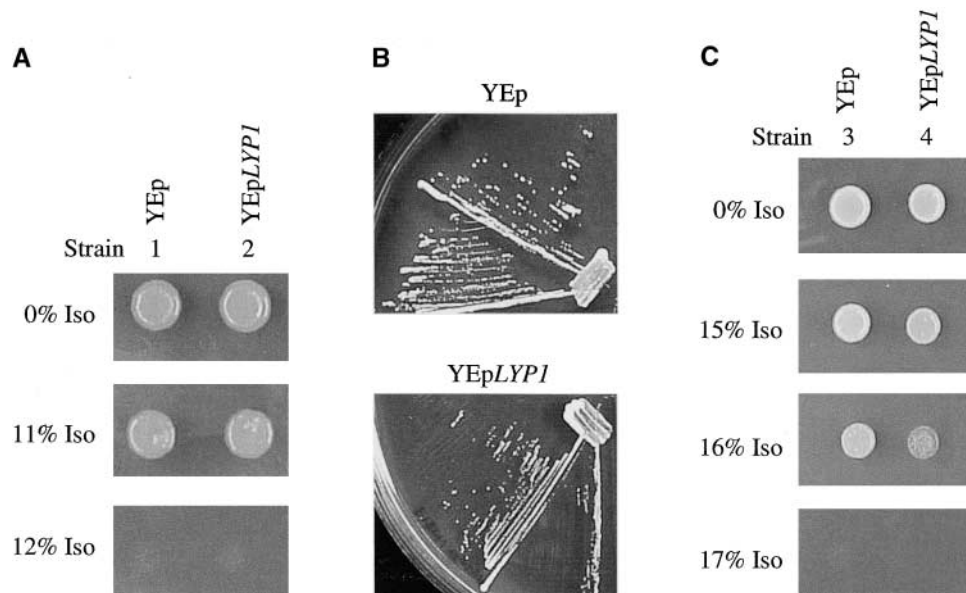 A
YEp
YEpLYP1
Strain 1 2
0% Iso
11% Iso
12% Iso
B
YEp
YEpLYP1
C
YEp
YEpLYP1
Strain 3 4
0% Iso
15% Iso
16% Iso
17% Iso